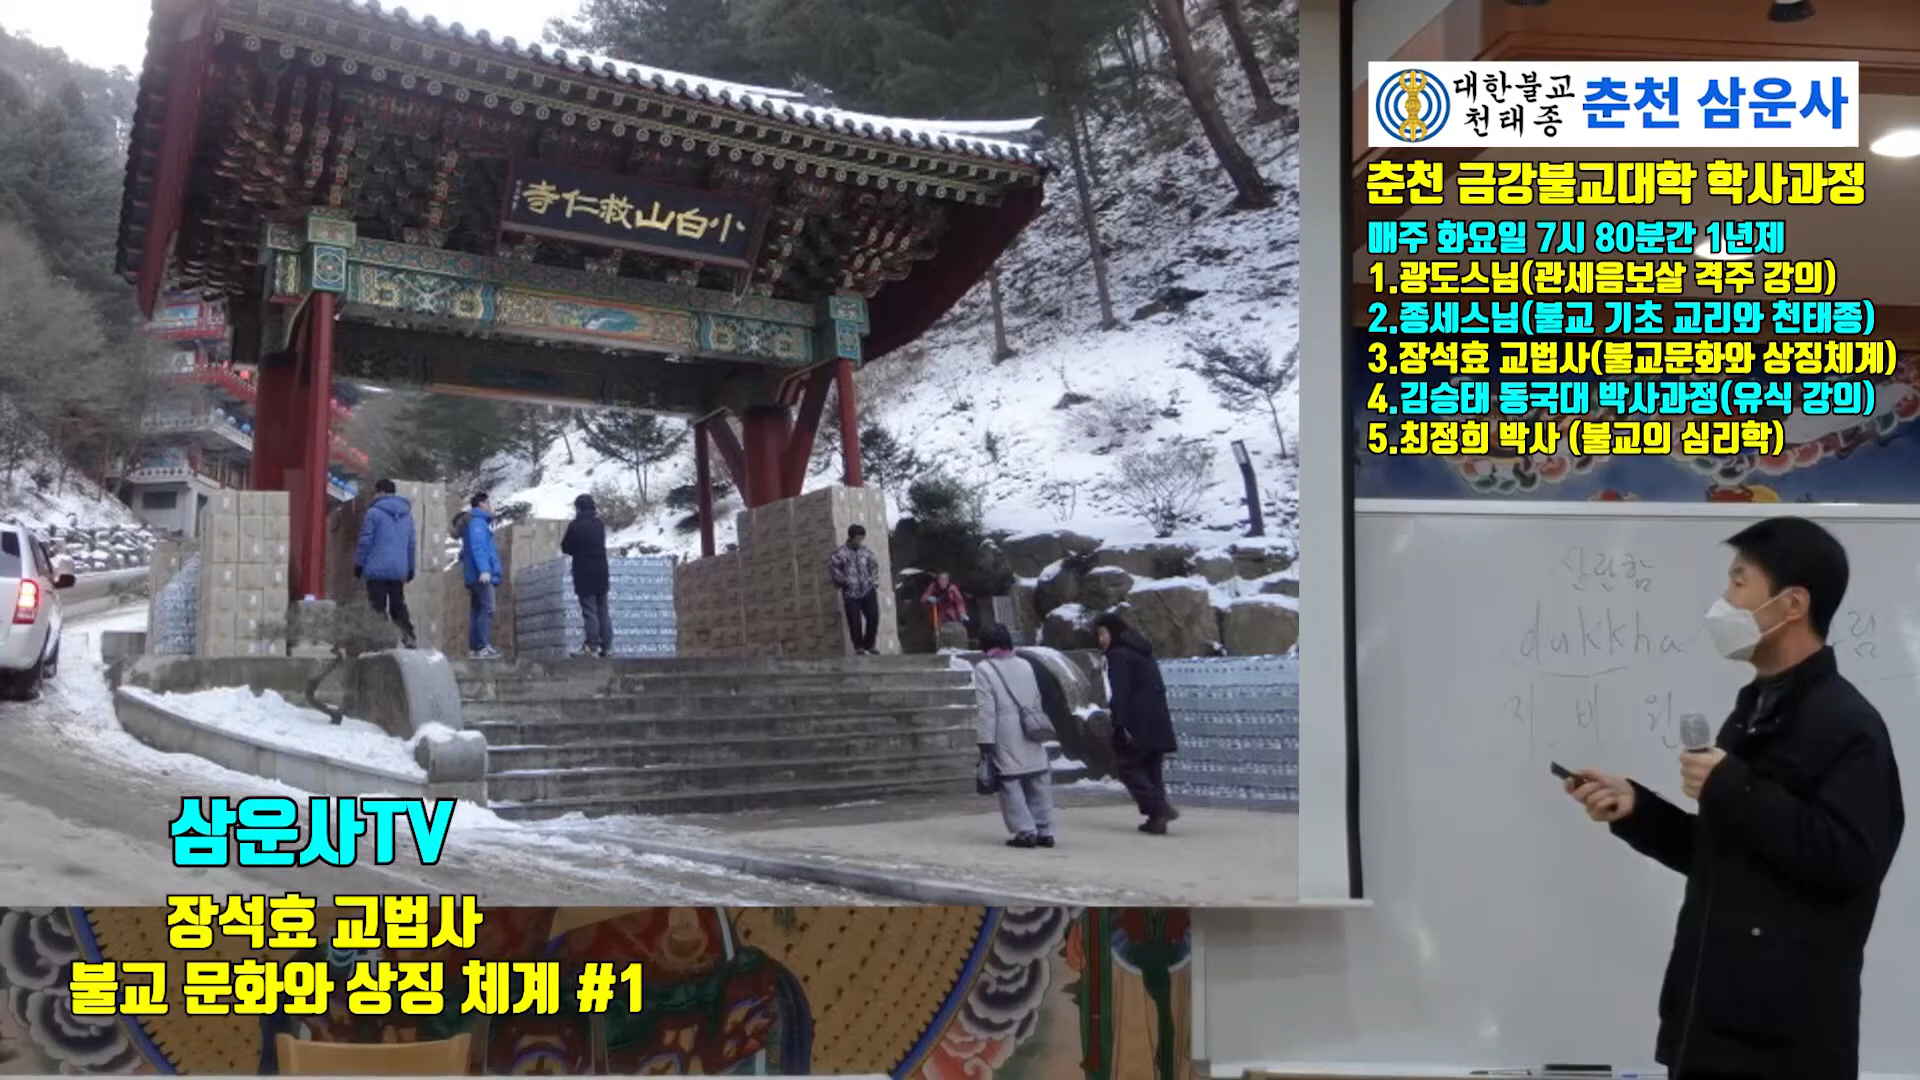 小白山救仁寺
대한불교
천태종
춘천 삼운사
춘천 금강불교대학 학사과정
매주 화요일 7시 80분간 1년제
1.광도스님(관세음보살 격주 강의)
2.종세스님(불교 기초 교리와 천태종)
3.장석효 교법사(불교문화와 상징체계)
4.김승태 동국대 박사과정(유식 강의)
5.최정희 박사 (불교의 심리학)
산란함
dukkha
지 비 원
삼운사TV
장석효 교법사
불교 문화와 상징 체계 #1